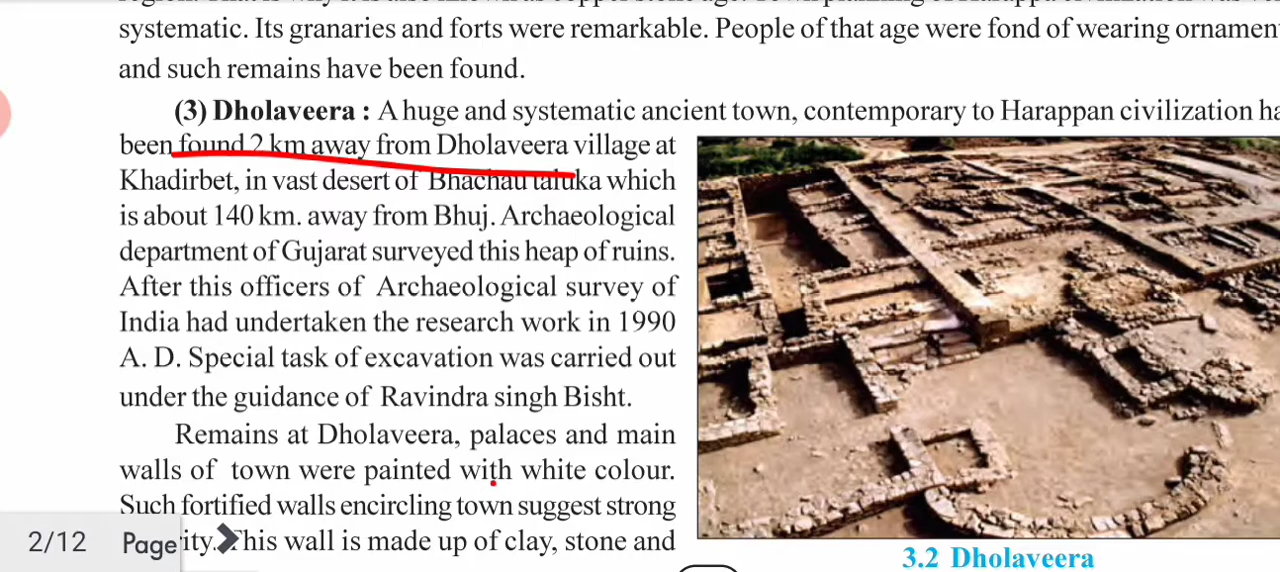 systematic. Its granaries and forts were remarkable. People of that age were fond of wearing
and such remains have been found.
(3) Dholaveera : A huge and systematic ancient town, contemporary to Harappan civilization
been found 2 km away from Dholaveera village at
Khadirbet, in vast desert of Bhachau taluka which
is about 140 km. away from Bhuj. Archaeological
department of Gujarat surveyed this heap of ruins.
After this officers of Archaeological survey of
India had undertaken the research work in 1990
A. D. Special task of excavation was carried out
under the guidance of Ravindra singh Bisht.
Remains at Dholaveera, palaces and main
walls of town were painted with white colour.
Such fortified walls encircling town suggest strong
This wall is made up of clay, stone and
2/12 Page
3.2 Dholaveera